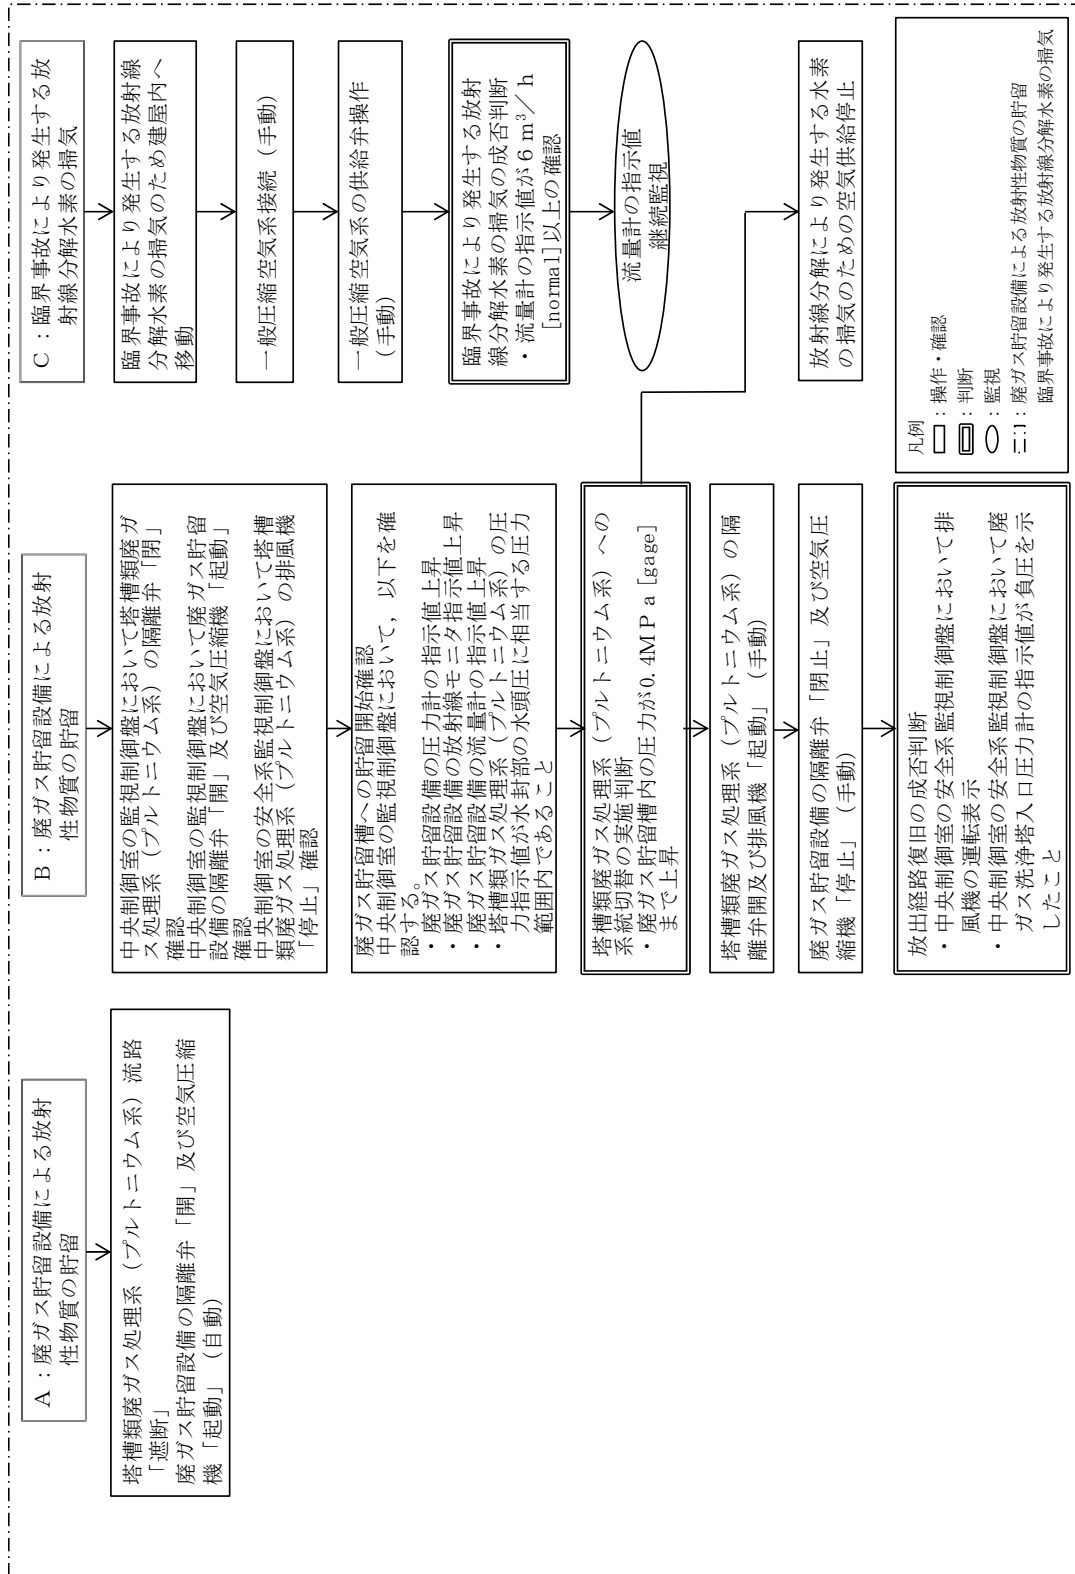 A：廃ガス貯留設備による放射
性物質の貯留
塔槽類廃ガス処理系（プルトニウム系）流路
「遮断」
廃ガス貯留設備の隔離弁「開」及び空気圧縮
機「起動」（自動）
B：廃ガス貯留設備による放射
性物質の貯留
中央制御室の監視制御盤において塔槽類廃ガ
ス処理系（プルトニウム系）の隔離弁「閉」
確認
中央制御室の監視制御盤において廃ガス貯留
設備の隔離弁「開」及び空気圧縮機「起動」
確認
中央制御室の安全系監視制御盤において塔槽
類廃ガス処理系（プルトニウム系）の排風機
「停止」確認
廃ガス貯留槽への貯留開始確認
中央制御室の監視制御盤において，以下を確
認する。
・廃ガス貯留設備の圧力計の指示値上昇
・廃ガス貯留設備の放射線モニタ指示値上昇
・廃ガス貯留設備の流量計の指示値上昇
・塔槽類廃ガス処理系（プルトニウム系）の圧
力指示値が水封部の水頭圧に相当する圧力
範囲内であること
塔槽類廃ガス処理系（プルトニウム系）への
系統切替の実施判断
・廃ガス貯留槽内の圧力が0.4MPa[gage]
まで上昇
塔槽類廃ガス処理系（プルトニウム系）の隔
離弁開及び排風機「起動」（手動）
廃ガス貯留設備の隔離弁「閉止」及び空気圧
縮機「停止」（手動）
放出経路復旧の成否判断
・中央制御室の安全系監視制御盤において排
風機の運転表示
・中央制御室の安全系監視制御盤において廃
ガス洗浄塔入口圧力計の指示値が負圧を示
したこと
C：臨界事故により発生する放
射線分解水素の掃気
臨界事故により発生する放射線
分解水素の掃気のため建屋内へ
移動
一般圧縮空気系接続（手動）
一般圧縮空気系の供給弁操作
（手動）
臨界事故により発生する放射
線分解水素の掃気の成否判断
・流量計の指示値が6m³／h
[normal]以上の確認
流量計の指示値
継続監視
放射線分解により発生する水素
の掃気のための空気供給停止
凡例
：操作・確認
：判断
：監視
：廃ガス貯留設備による放射性物質の貯留
臨界事故により発生する放射線分解水素の掃気